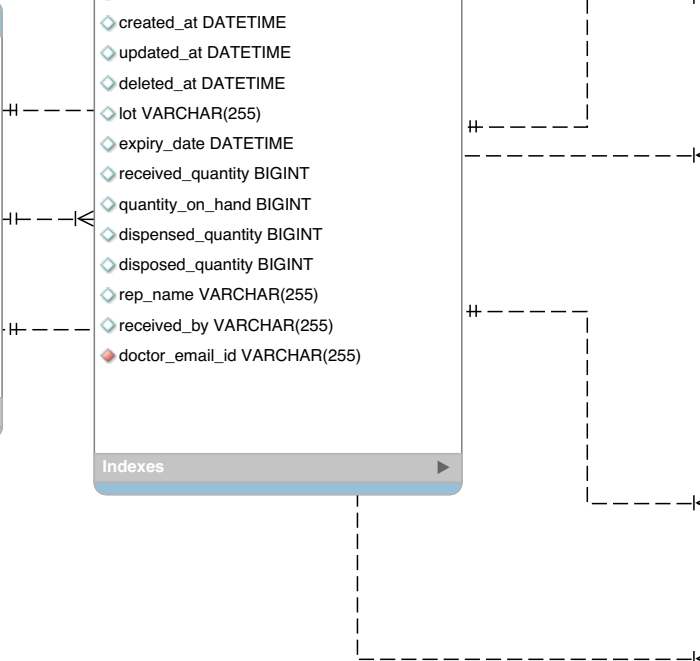 created_at DATETIME
updated_at DATETIME
deleted_at DATETIME
lot VARCHAR(255)
expiry_date DATETIME
received_quantity BIGINT
quantity_on_hand BIGINT
dispensed_quantity BIGINT
disposed_quantity BIGINT
rep_name VARCHAR(255)
received_by VARCHAR(255)
doctor_email_id VARCHAR(255)
Indexes